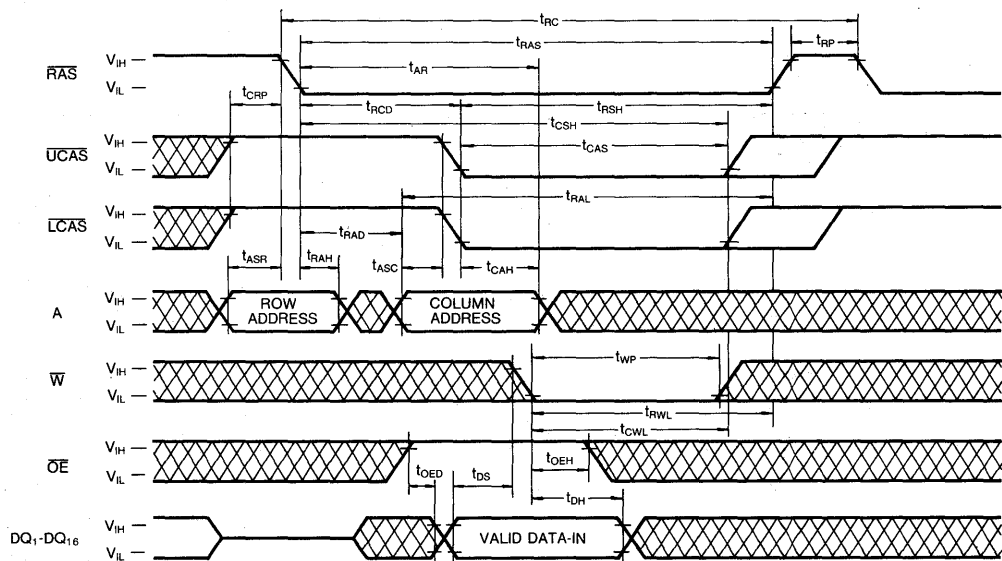 tRC
tRAS
tRP
tAR
RAS
VIH
VIL
tCRP
tRCD
tRSH
tCSH
UCAS
VIH
VIL
tCAS
tRAL
LCAS
VIH
VIL
tRAD
tASR
tRAH
tASC
tCAH
A
VIH
VIL
ROW ADDRESS
COLUMN ADDRESS
W
VIH
VIL
tWP
tRWL
tCWL
OE
VIH
VIL
tOED
tDS
tOEH
tDH
DQ1-DQ16
VIH
VIL
VALID DATA-IN